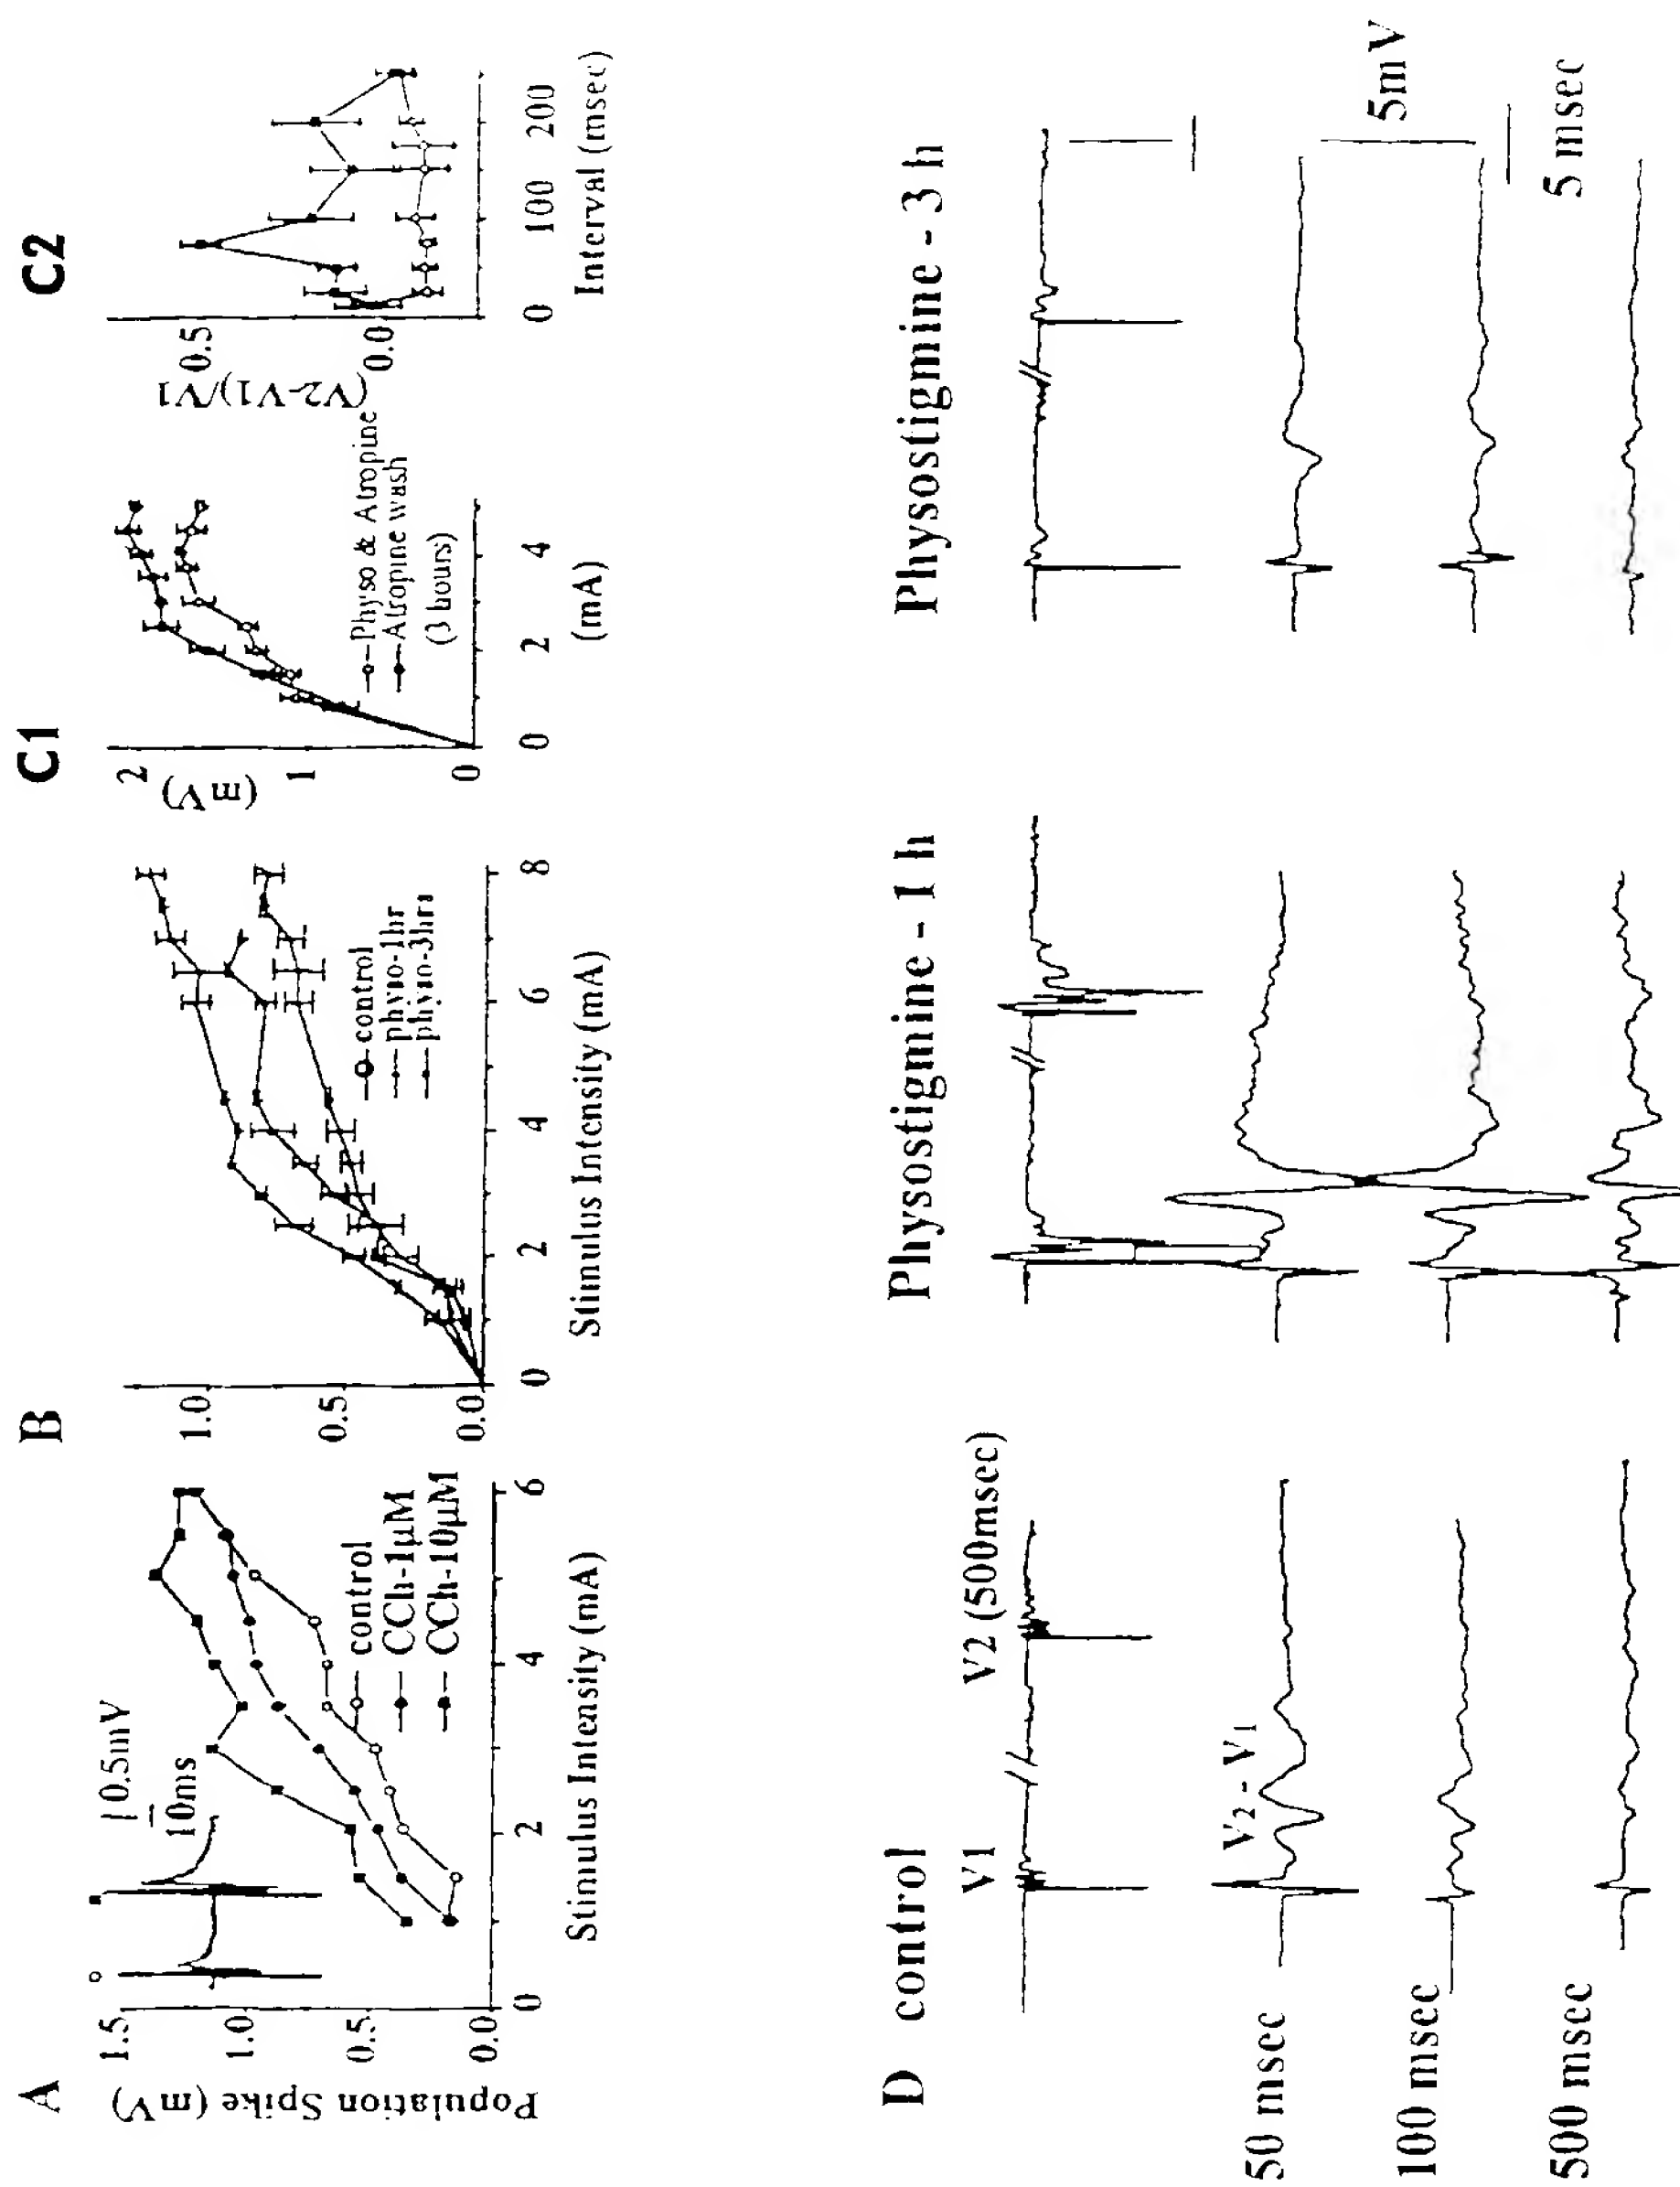 A
Population Spike (mV)
1.5
1.0
0.5
0.0
0 2 4 6
Stimulus Intensity (mA)
0.5mV
10ms
control
CCh-1µM
CCh-10µM
B
1.0
0.5
0.0
0 2 4 6 8
Stimulus Intensity (mA)
control
physo-1hr
physo-3hrs
C1
(mV)
2
1
0
0 2 4
(mA)
Physo & Atropine
Atropine wash
(3 hours)
C2
(V2-V1)/V1
0.5
0.0
0 100 200
Interval (msec)
D control
V1
V2 (500msec)
50 msec
V2 - V1
100 msec
500 msec
Physostigmine - 1 h
Physostigmine - 3 h
5mV
5 msec